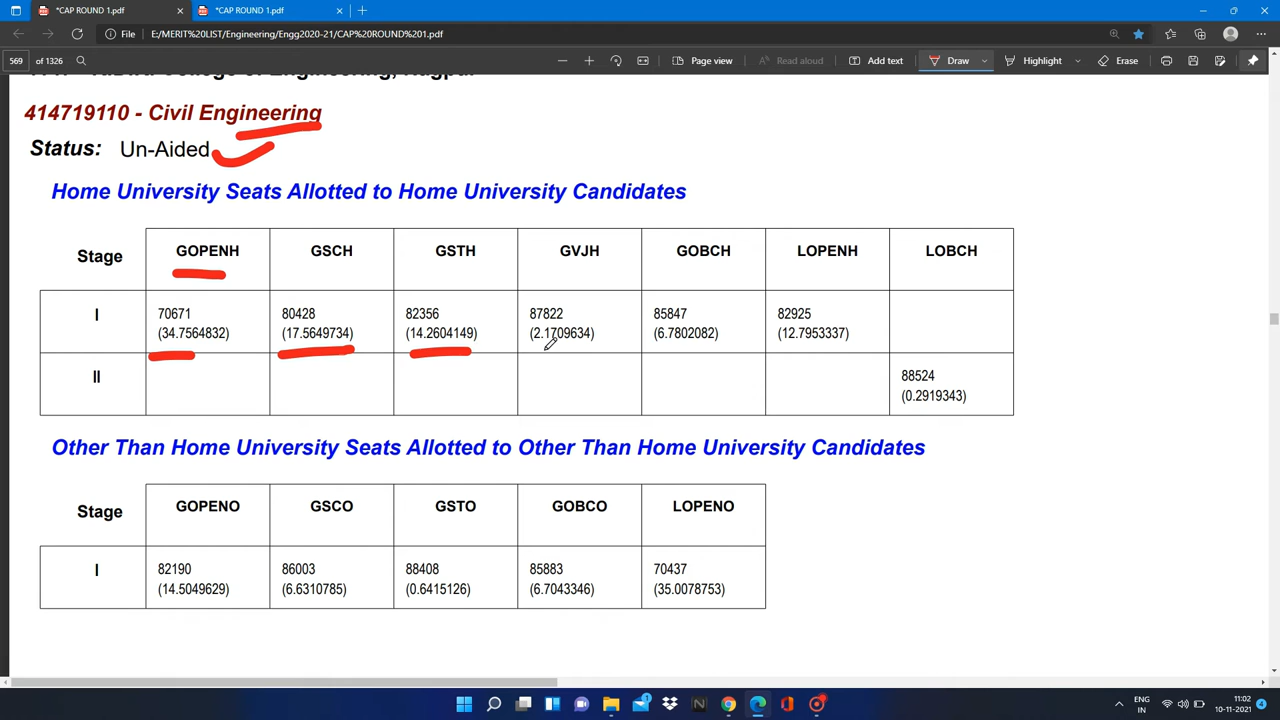 *CAP ROUND 1.pdf
*CAP ROUND 1.pdf
File
E:/MERIT%20LIST/Engineering/Engg2020-21/CAP%20ROUND%201.pdf
569 of 1326
Page view
Read aloud
Add text
Draw
Highlight
Erase
College of Engineering, Nagpur
414719110 - Civil Engineering
Status: Un-Aided
Home University Seats Allotted to Home University Candidates
Stage GOPENH GSCH GSTH GVJH GOBCH LOPENH LOBCH
I 70671 80428 82356 87822 85847 82925
(34.7564832) (17.5649734) (14.2604149) (2.1709634) (6.7802082) (12.7953337)
II 88524
(0.2919343)
Other Than Home University Seats Allotted to Other Than Home University Candidates
Stage GOPENO GSCO GSTO GOBCO LOPENO
I 82190 86003 88408 85883 70437
(14.5049629) (6.6310785) (0.6415126) (6.7043346) (35.0078753)
ENG
IN
11:02
10-11-2021